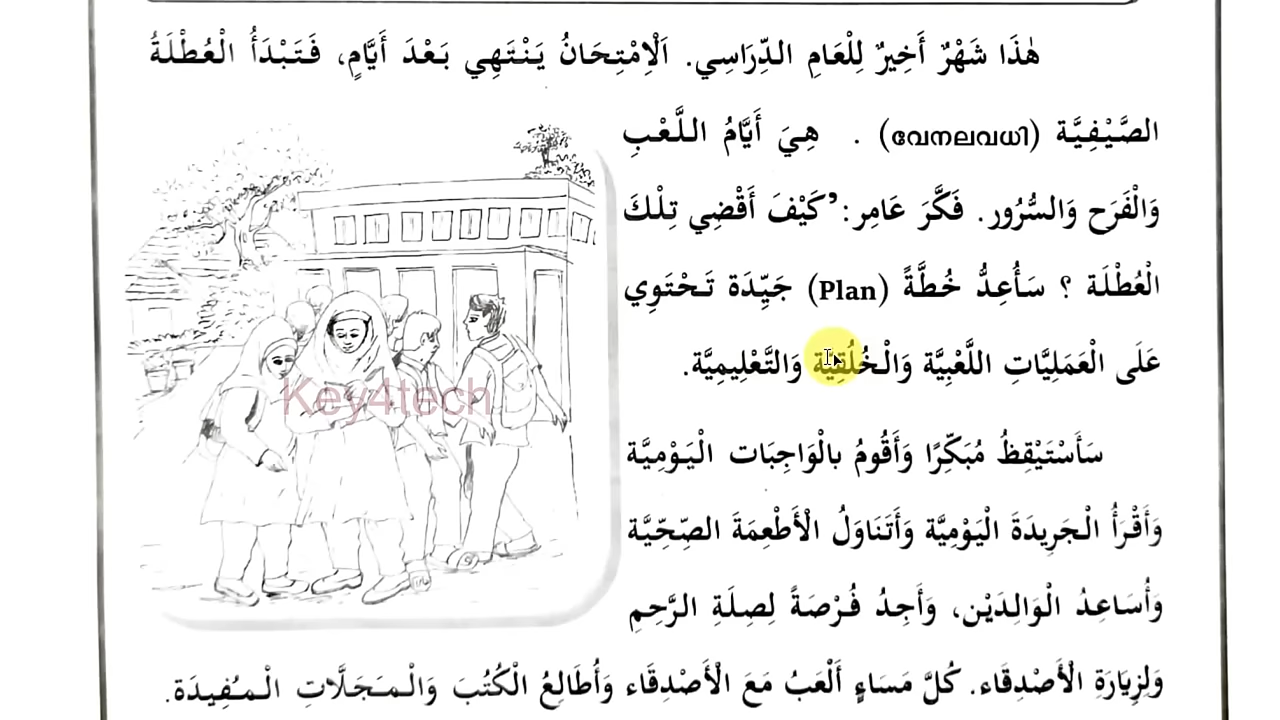 هٰذَا شَهْرٌ أَخِيرٌ لِلْعَامِ الدِّرَاسِي. اَلْاِمْتِحَانُ يَنْتَهِي بَعْدَ أَيَّامٍ، فَتَبْدَأُ الْعُطْلَةُ
الصَّيْفِيَّة (വേനലവധി) . هِيَ أَيَّامُ اللَّعْبِ
وَالْفَرَح وَالسُّرُور. فَكَّرَ عَامِر: ’كَيْفَ أَقْضِي تِلْكَ
الْعُطْلَة ؟ سَأُعِدُّ خُطَّةً (Plan) جَيِّدَة تَحْتَوِي
عَلَى الْعَمَلِيَّاتِ اللَّعْبِيَّة وَالْخُلُقِيَّة وَالتَّعْلِيمِيَّة.
سَأَسْتَيْقِظُ مُبَكِّرًا وَأَقُومُ بالْوَاجِبَات الْيَوْمِيَّة
وَأَقْرَأُ الْجَرِيدَةَ الْيَوْمِيَّة وَأَتَنَاوَلُ الْأَطْعِمَةَ الصِّحِّيَّة
وَأُسَاعِدُ الْوَالِدَيْن، وَأَجِدُ فُرْصَةً لِصِلَةِ الرَّحِمِ
وَلِزِيَارَةِ الْأَصْدِقَاء. كُلَّ مَسَاءٍ أَلْعَبُ مَعَ الْأَصْدِقَاء وَأُطَالِعُ الْكُتُبَ وَالْمَجَلَّاتِ الْمُفِيدَة.
Key4tech